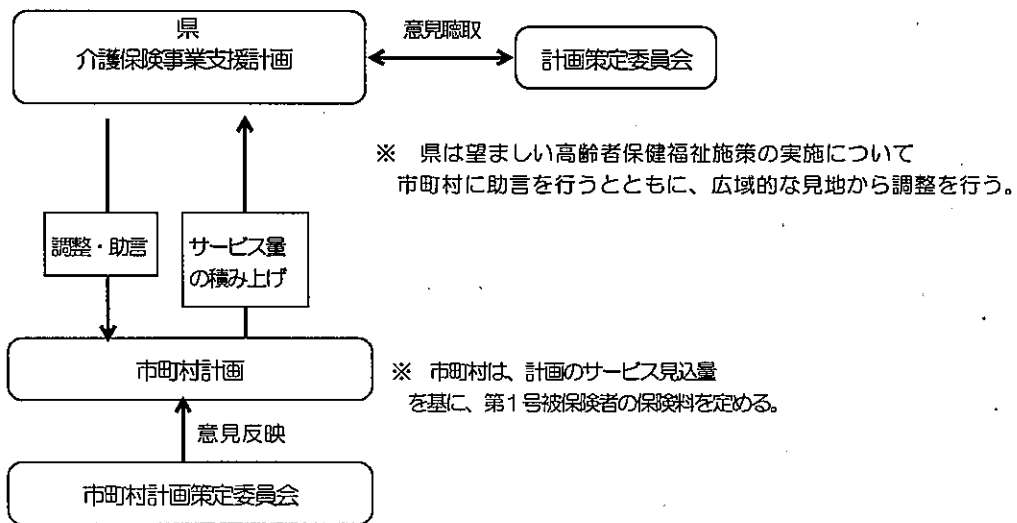 県
介護保険事業支援計画
意見聴取
計画策定委員会
※ 県は望ましい高齢者保健福祉施策の実施について
市町村に助言を行うとともに、広域的な見地から調整を行う。
調整・助言
サービス量
の積み上げ
市町村計画
※ 市町村は、計画のサービス見込量
を基に、第1号被保険者の保険料を定める。
意見反映
市町村計画策定委員会